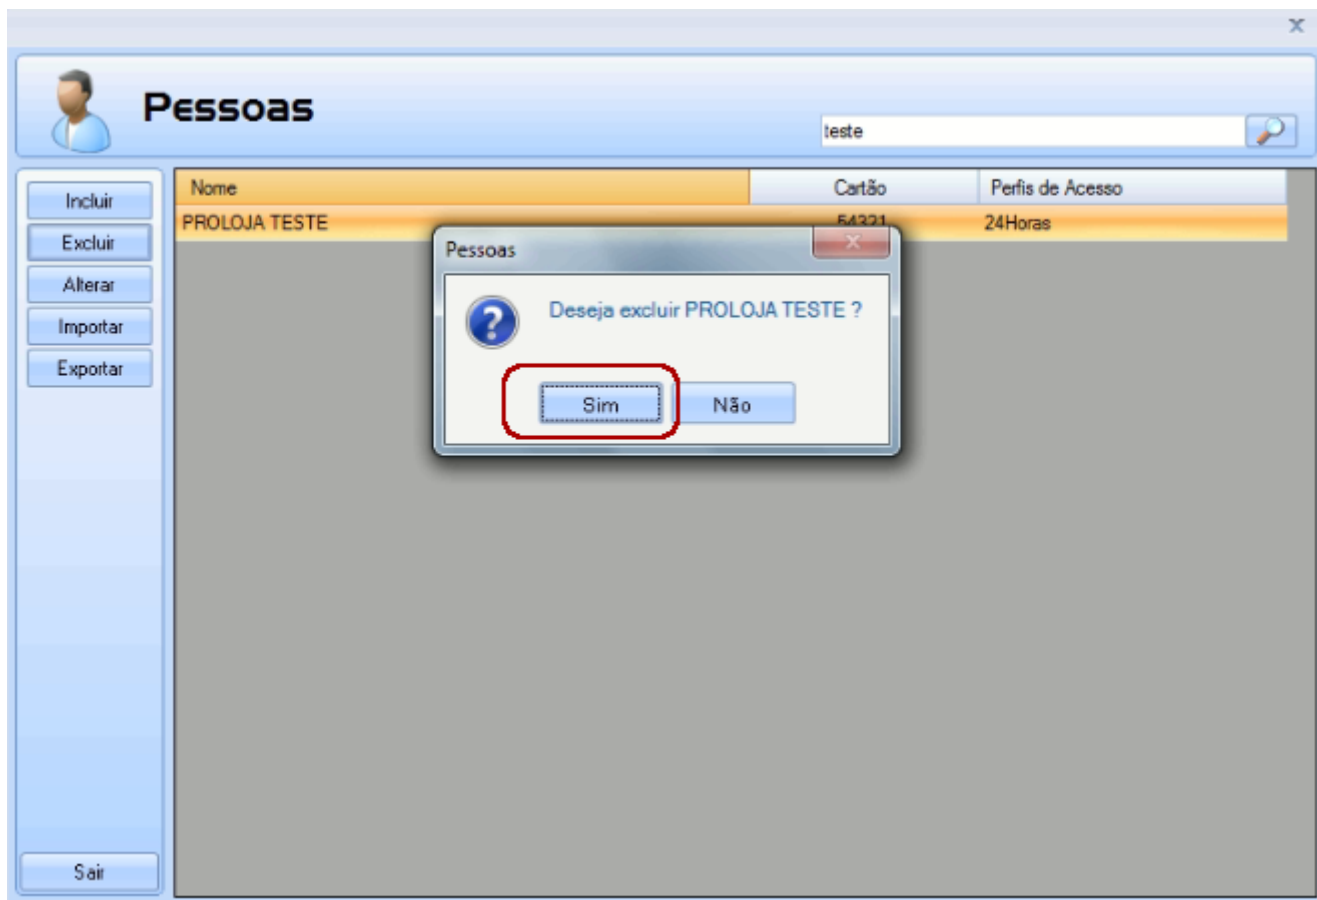 Pessoas
teste
Incluir
Excluir
Alterar
Importar
Exportar
Sair
Nome Cartão Perfis de Acesso
PROLOJA TESTE 54321 24Horas
Pessoas
Deseja excluir PROLOJA TESTE ?
Sim Não